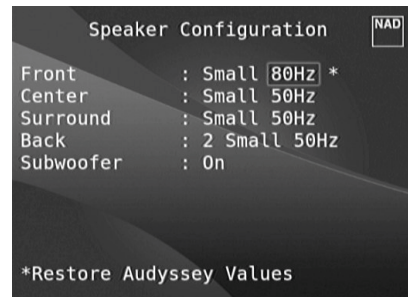 Speaker Configuration
NAD
Front : Small 80Hz *
Center : Small 50Hz
Surround : Small 50Hz
Back : 2 Small 50Hz
Subwoofer : On
*Restore Audyssey Values